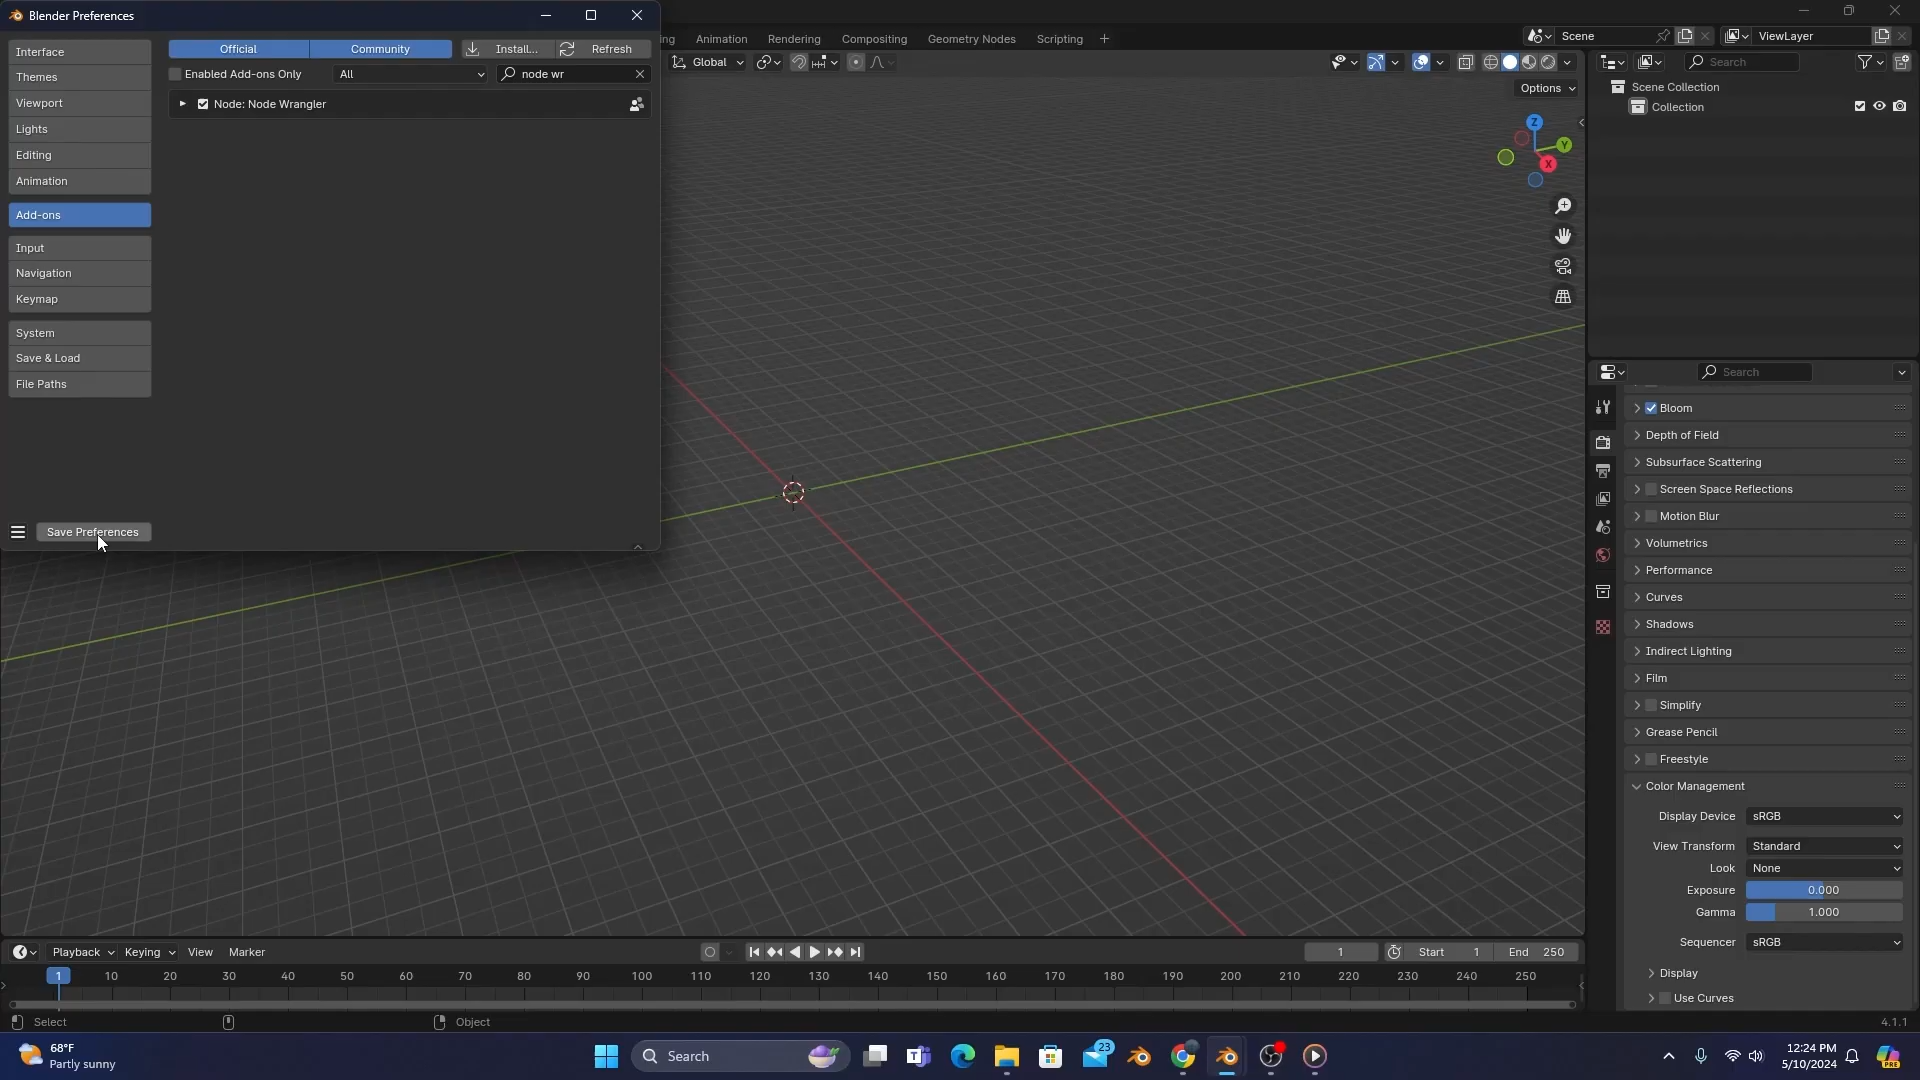 Blender Preferences
Interface
Themes
Viewport
Lights
Editing
Animation
Add-ons
Input
Navigation
Keymap
System
Save & Load
File Paths
Save Preferences
Official
Community
Install...
Refresh
Enabled Add-ons Only
All
node wr
Node: Node Wrangler
ing
Animation
Rendering
Compositing
Geometry Nodes
Scripting
+
Scene
ViewLayer
Global
Options
Z
Y
X
Search
Scene Collection
Collection
Search
Bloom
Depth of Field
Subsurface Scattering
Screen Space Reflections
Motion Blur
Volumetrics
Performance
Curves
Shadows
Indirect Lighting
Film
Simplify
Grease Pencil
Freestyle
Color Management
Display Device sRGB
View Transform Standard
Look None
Exposure 0.000
Gamma 1.000
Sequencer sRGB
Display
Use Curves
Playback Keying View Marker
1 Start 1 End 250
1 10 20 30 40 50 60 70 80 90 100 110 120 130 140 150 160 170 180 190 200 210 220 230 240 250
Select Object 4.1.1
68°F
Partly sunny
Search
23
12:24 PM
5/10/2024
PRE